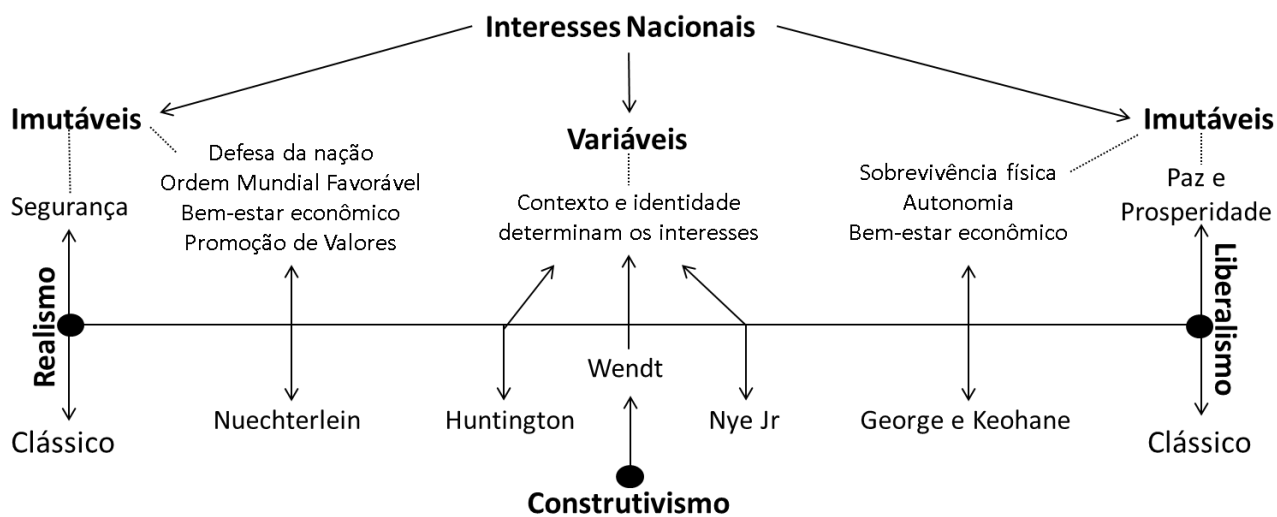 Interesses Nacionais
Imutáveis
Variáveis
Imutáveis
Segurança
Defesa da nação
Ordem Mundial Favorável
Bem-estar econômico
Promoção de Valores
Contexto e identidade
determinam os interesses
Sobrevivência física
Autonomia
Bem-estar econômico
Paz e
Prosperidade
Realismo
Liberalismo
Clássico
Nuechterlein
Huntington
Wendt
Nye Jr
George e Keohane
Clássico
Construtivismo